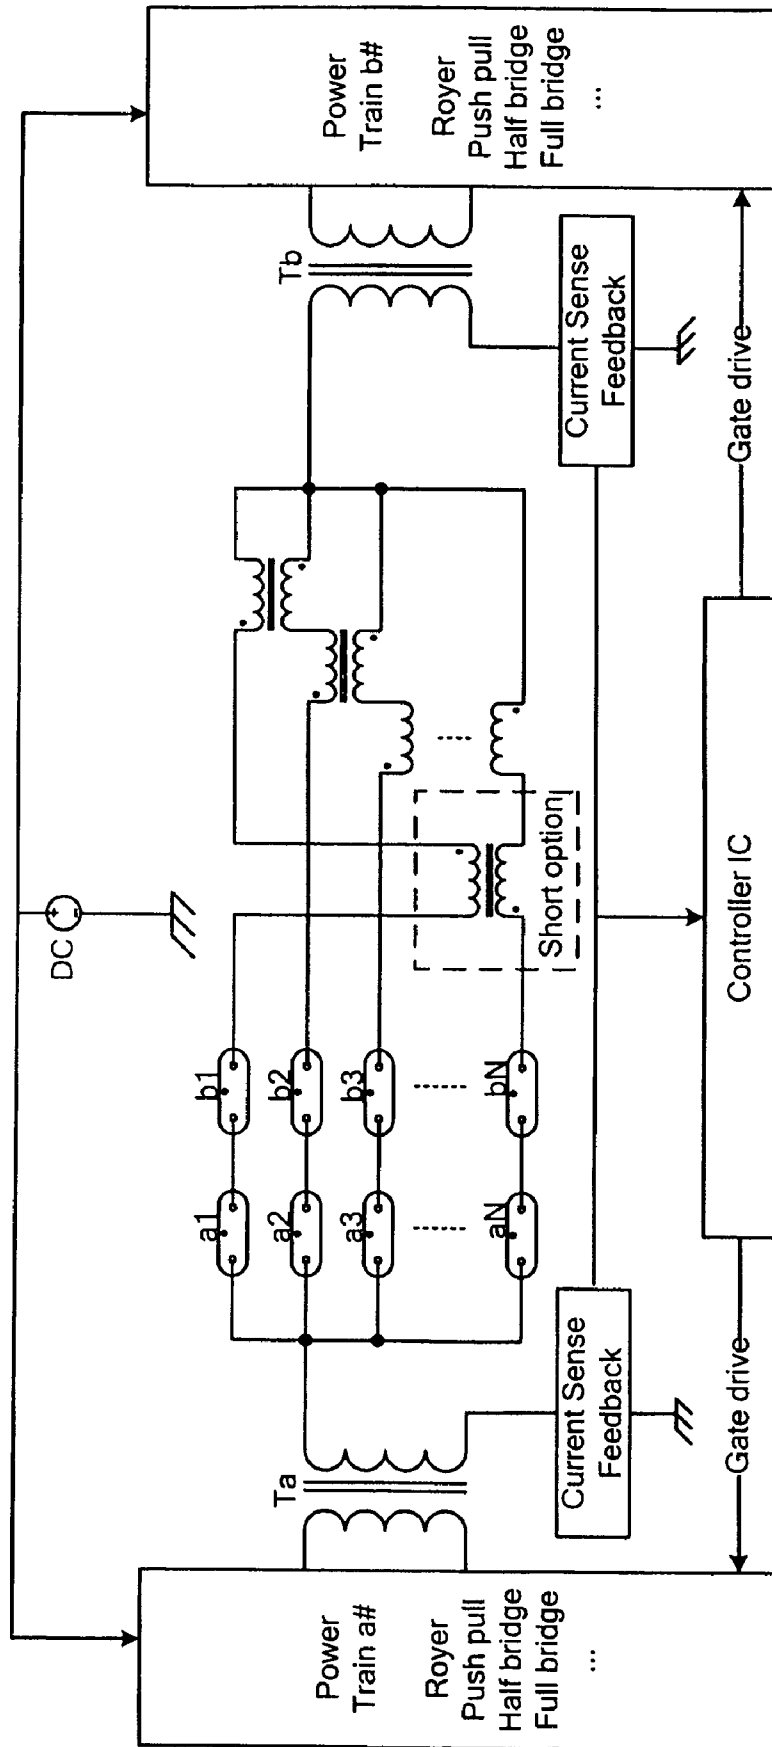 DC
Power
Train a#
Royer
Push pull
Half bridge
Full bridge
...
Ta
Current Sense
Feedback
a1
b1
a2
b2
a3
b3
aN
bN
Short option
Tb
Current Sense
Feedback
Power
Train b#
Royer
Push pull
Half bridge
Full bridge
...
Gate drive
Controller IC
Gate drive